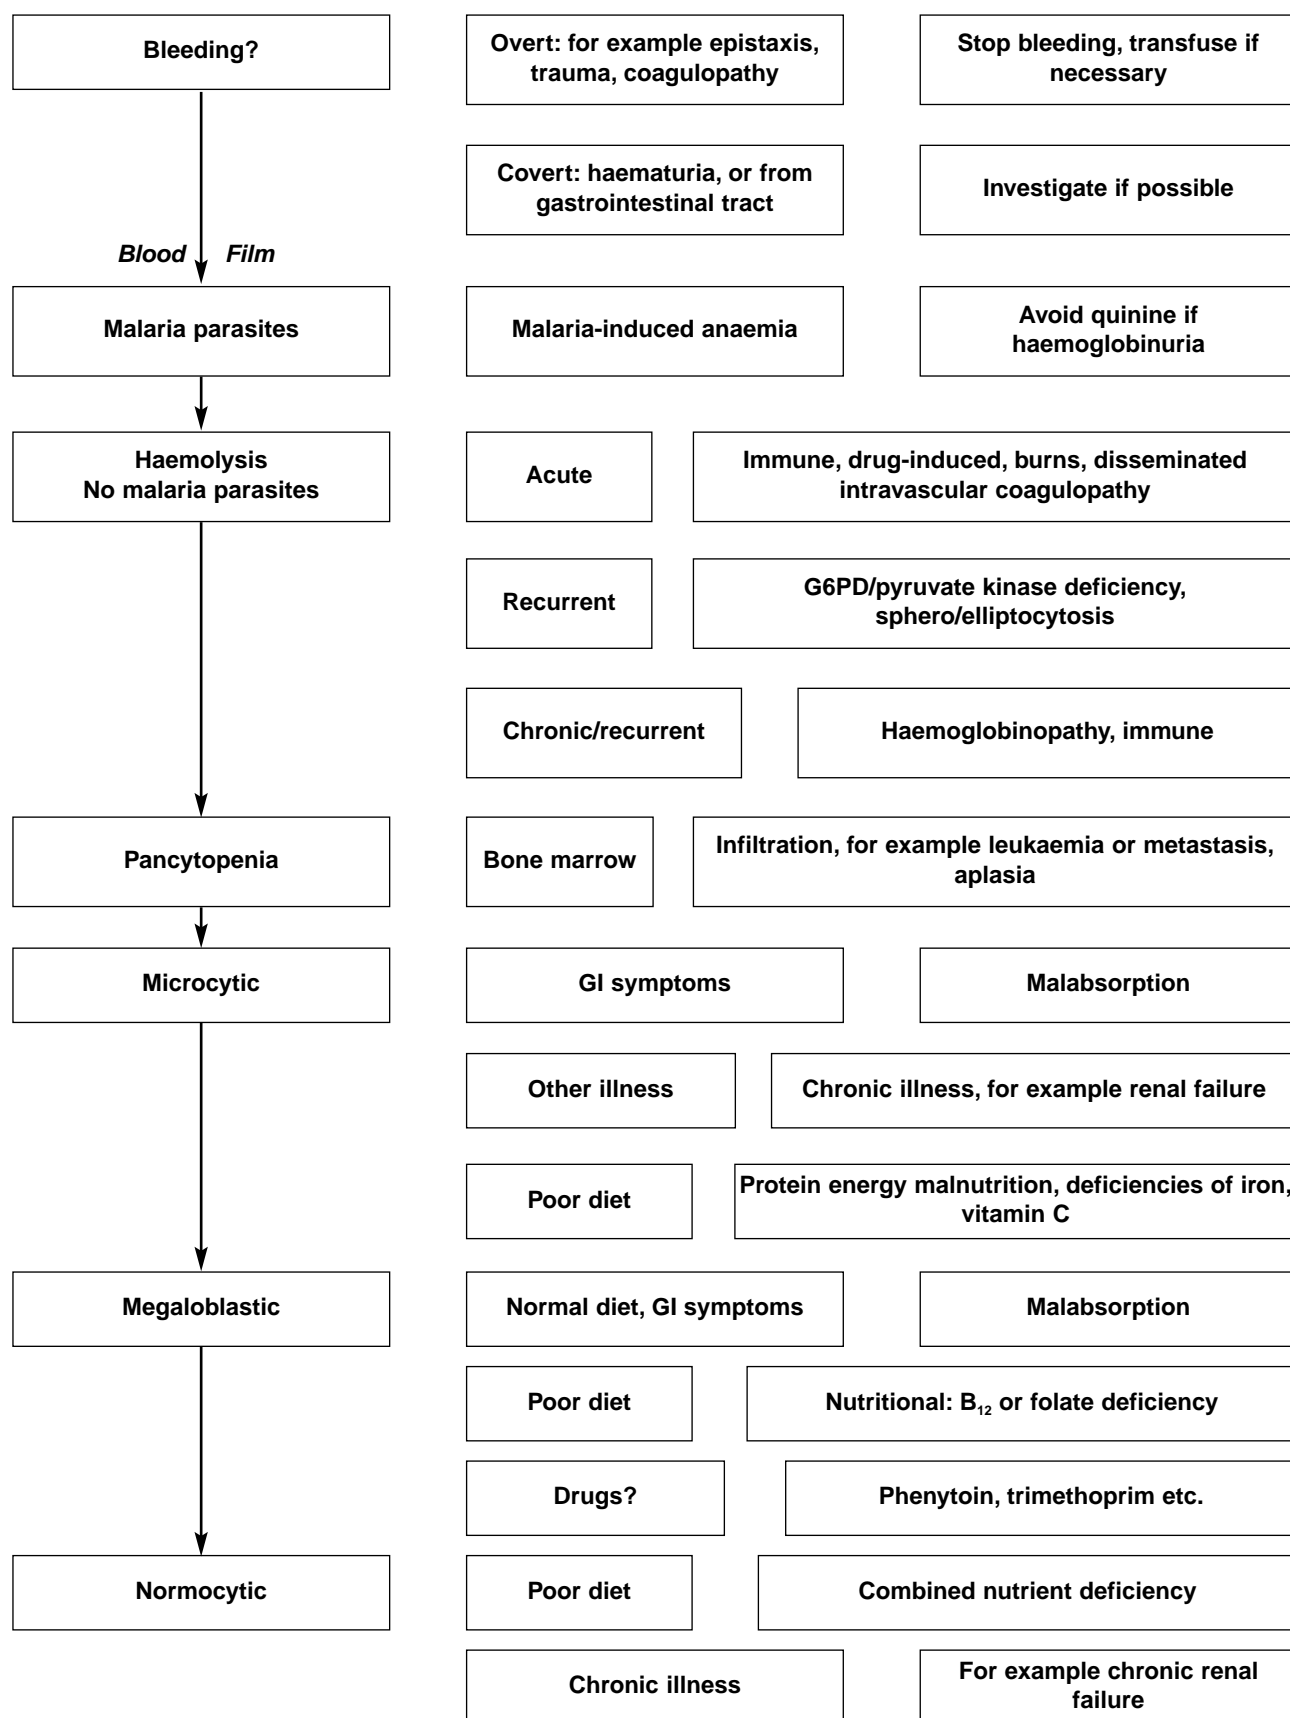 Bleeding?
Overt: for example epistaxis,
trauma, coagulopathy
Stop bleeding, transfuse if
necessary
Covert: haematuria, or from
gastrointestinal tract
Investigate if possible
Blood Film
Malaria parasites
Malaria-induced anaemia
Avoid quinine if
haemoglobinuria
Haemolysis
No malaria parasites
Acute
Immune, drug-induced, burns, disseminated
intravascular coagulopathy
Recurrent
G6PD/pyruvate kinase deficiency,
sphero/elliptocytosis
Chronic/recurrent
Haemoglobinopathy, immune
Pancytopenia
Bone marrow
Infiltration, for example leukaemia or metastasis,
aplasia
Microcytic
GI symptoms
Malabsorption
Other illness
Chronic illness, for example renal failure
Poor diet
Protein energy malnutrition, deficiencies of iron,
vitamin C
Megaloblastic
Normal diet, GI symptoms
Malabsorption
Poor diet
Nutritional: B₁₂ or folate deficiency
Drugs?
Phenytoin, trimethoprim etc.
Normocytic
Poor diet
Combined nutrient deficiency
Chronic illness
For example chronic renal
failure